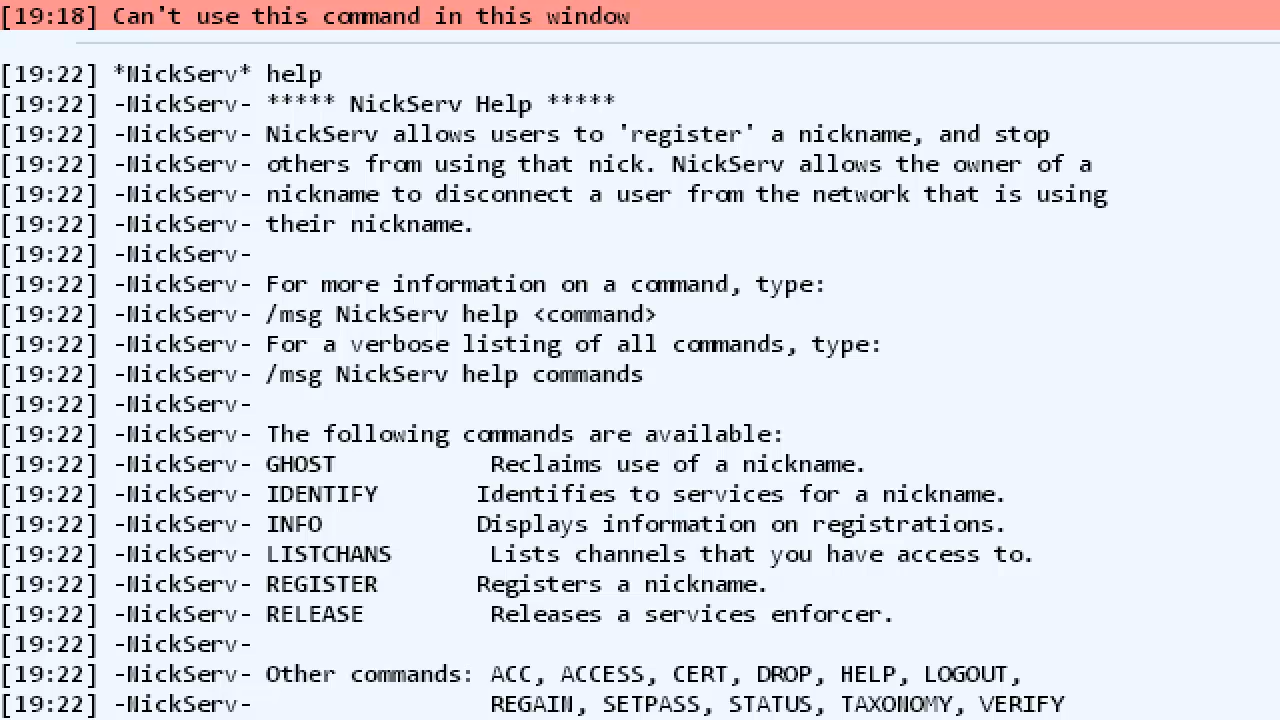 [19:18] Can't use this command in this window
[19:22] *NickServ* help
[19:22] -NickServ- ***** NickServ Help *****
[19:22] -NickServ- NickServ allows users to 'register' a nickname, and stop
[19:22] -NickServ- others from using that nick. NickServ allows the owner of a
[19:22] -NickServ- nickname to disconnect a user from the network that is using
[19:22] -NickServ- their nickname.
[19:22] -NickServ-
[19:22] -NickServ- For more information on a command, type:
[19:22] -NickServ- /msg NickServ help <command>
[19:22] -NickServ- For a verbose listing of all commands, type:
[19:22] -NickServ- /msg NickServ help commands
[19:22] -NickServ-
[19:22] -NickServ- The following commands are available:
[19:22] -NickServ- GHOST Reclaims use of a nickname.
[19:22] -NickServ- IDENTIFY Identifies to services for a nickname.
[19:22] -NickServ- INFO Displays information on registrations.
[19:22] -NickServ- LISTCHANS Lists channels that you have access to.
[19:22] -NickServ- REGISTER Registers a nickname.
[19:22] -NickServ- RELEASE Releases a services enforcer.
[19:22] -NickServ-
[19:22] -NickServ- Other commands: ACC, ACCESS, CERT, DROP, HELP, LOGOUT,
[19:22] -NickServ- REGAIN, SETPASS, STATUS, TAXONOMY, VERIFY